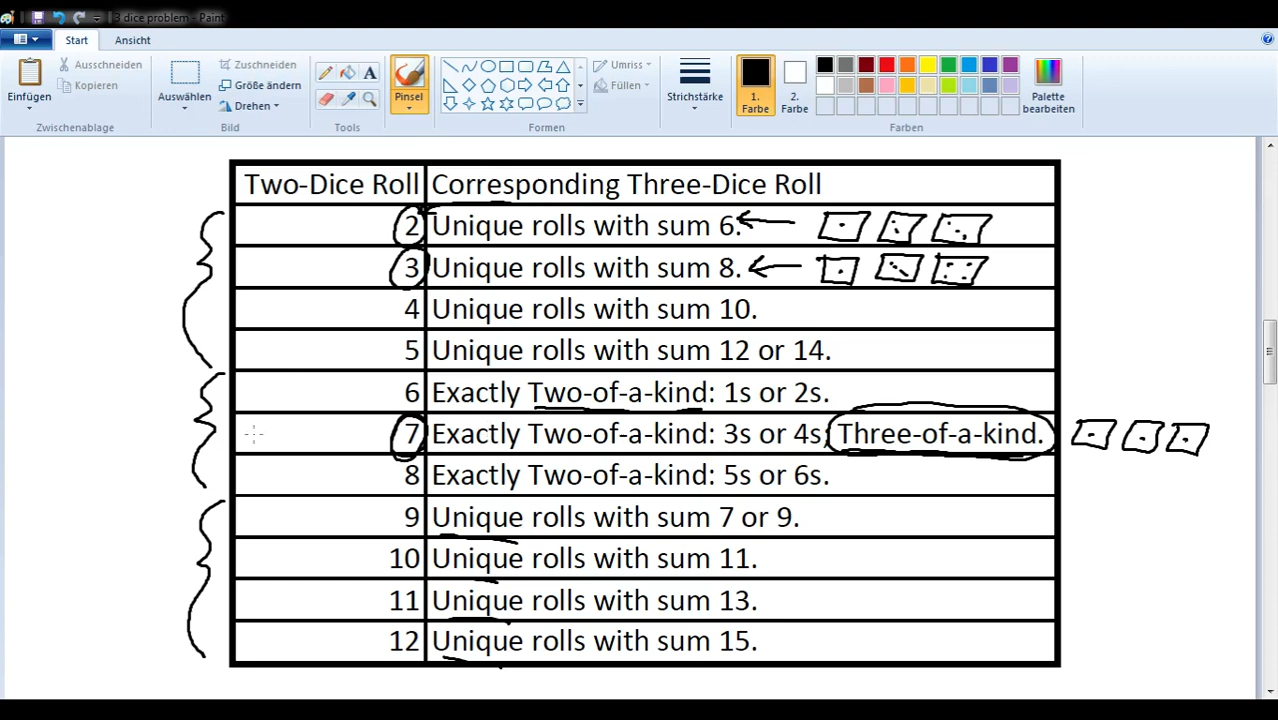 3 dice problem - Paint
Start Ansicht
Einfügen
Ausschneiden
Kopieren
Zwischenablage
Auswählen
Zuschneiden
Größe ändern
Drehen
Bild
A
Tools
Pinsel
Umriss
Füllen
Formen
Strichstärke
1. Farbe
2. Farbe
Palette bearbeiten
Farben
Two-Dice Roll Corresponding Three-Dice Roll
2 Unique rolls with sum 6.
3 Unique rolls with sum 8.
4 Unique rolls with sum 10.
5 Unique rolls with sum 12 or 14.
6 Exactly Two-of-a-kind: 1s or 2s.
7 Exactly Two-of-a-kind: 3s or 4s; Three-of-a-kind.
8 Exactly Two-of-a-kind: 5s or 6s.
9 Unique rolls with sum 7 or 9.
10 Unique rolls with sum 11.
11 Unique rolls with sum 13.
12 Unique rolls with sum 15.